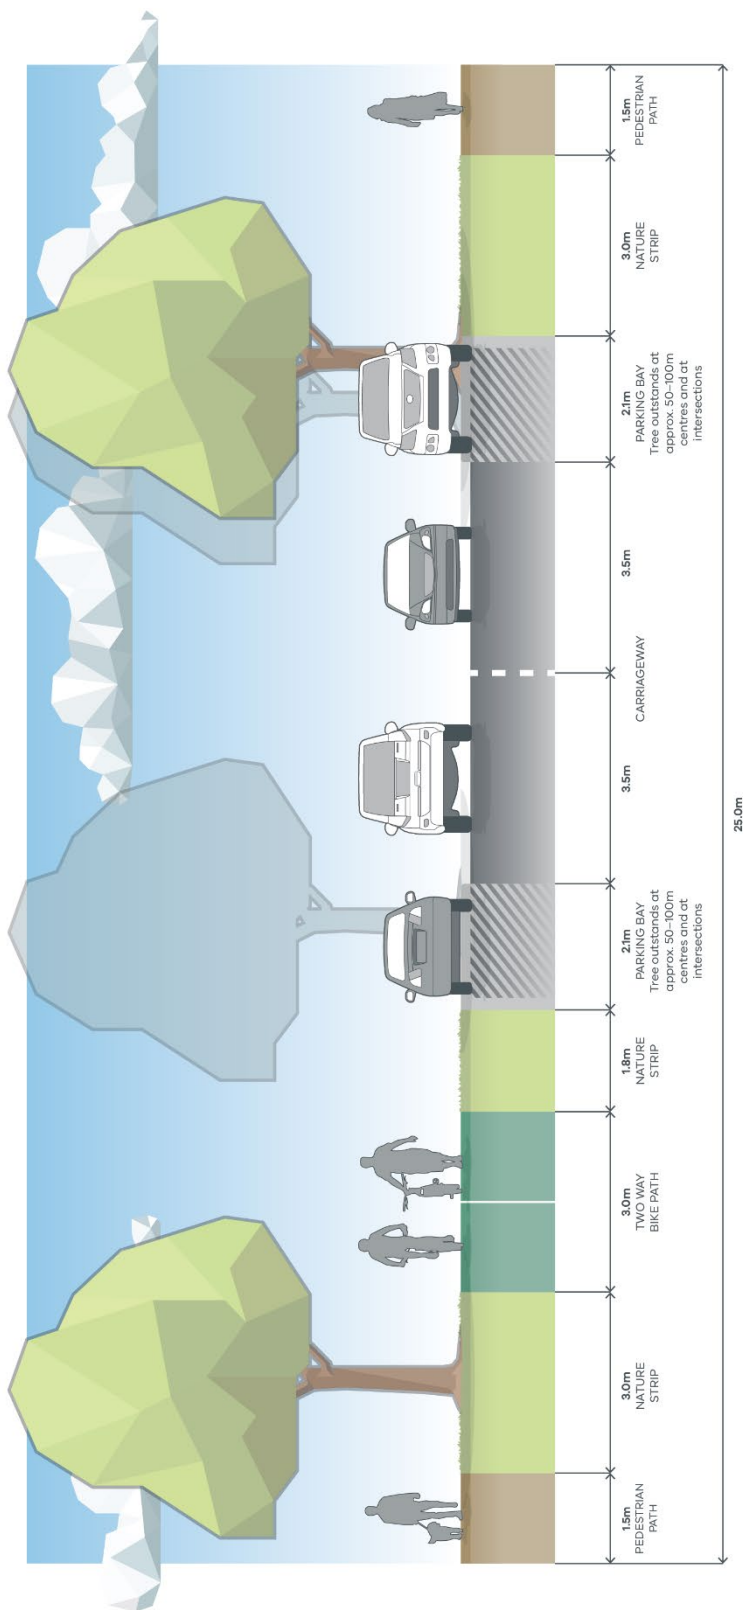 1.5m
PEDESTRIAN
PATH
3.0m
NATURE
STRIP
3.0m
TWO WAY
BIKE PATH
1.8m
NATURE
STRIP
2.1m
PARKING BAY
Tree outstands at
approx. 50–100m
centres and at
intersections
3.5m
CARRIAGEWAY
3.5m
2.1m
PARKING BAY
Tree outstands at
approx. 50–100m
centres and at
intersections
3.0m
NATURE
STRIP
1.5m
PEDESTRIAN
PATH
25.0m